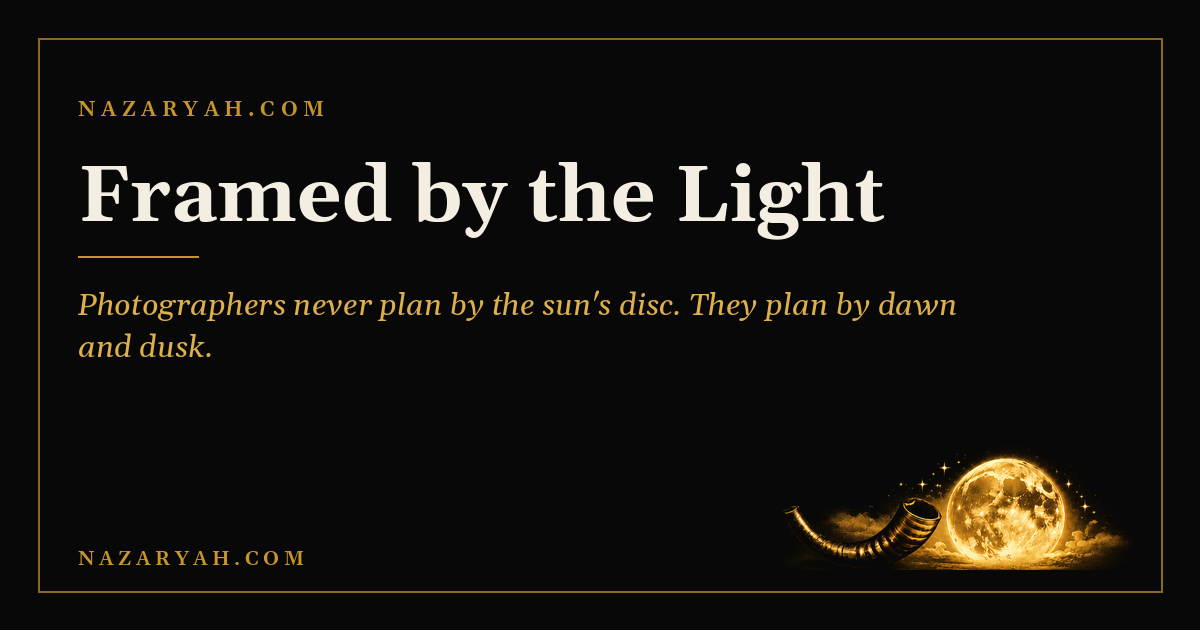 NAZARYAH.COM
Framed by the Light
Photographers never plan by the sun's disc. They plan by dawn
and dusk.
NAZARYAH.COM